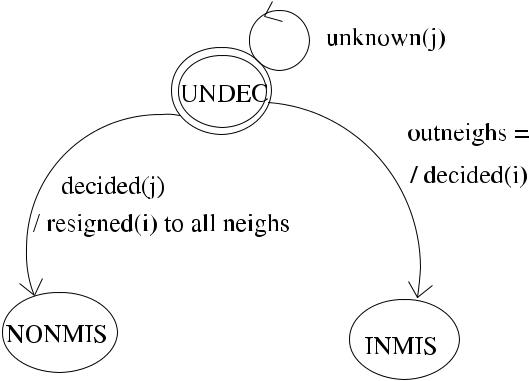 unknown(j)
UNDEC
outneighs =
/ decided(i)
decided(j)
/ resigned(i) to all neighs
NONMIS
INMIS